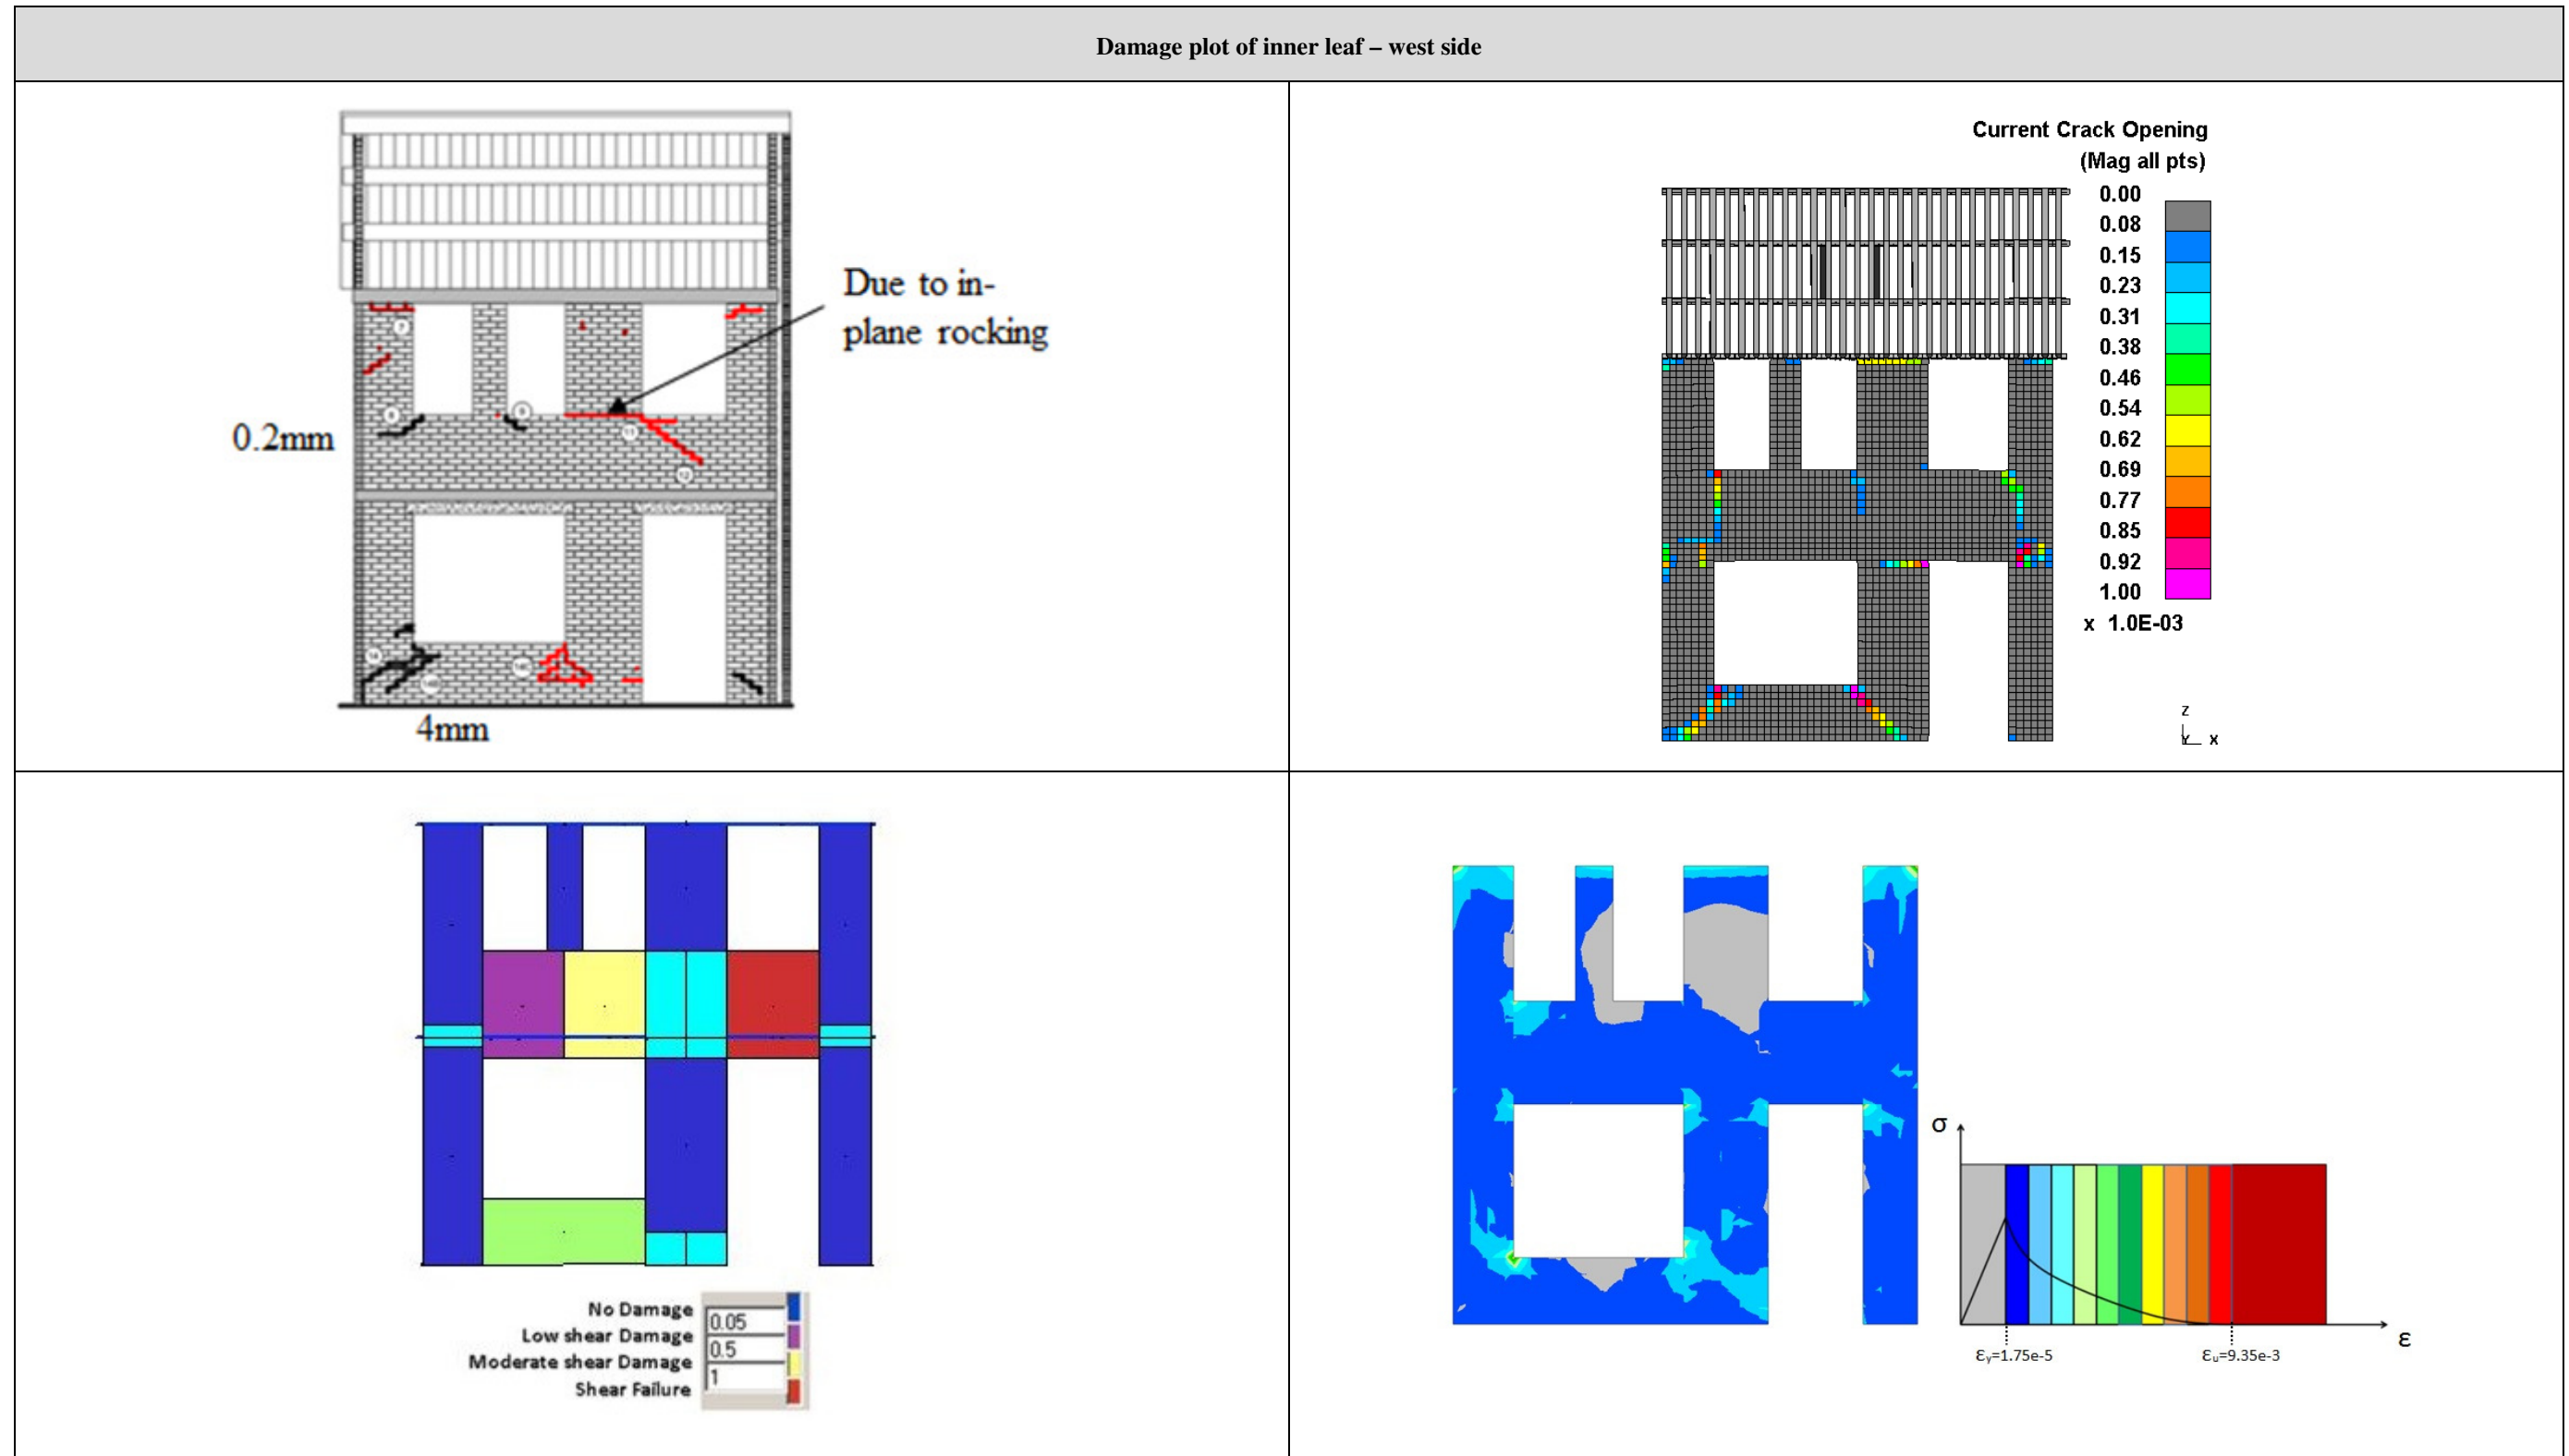 Damage plot of inner leaf – west side
Due to in-
plane rocking
0.2mm
4mm
Current Crack Opening
(Mag all pts)
0.00
0.08
0.15
0.23
0.31
0.38
0.46
0.54
0.62
0.69
0.77
0.85
0.92
1.00
x 1.0E-03
Z
Y X
No Damage
0.05
Low shear Damage
0.5
Moderate shear Damage
1
Shear Failure
σ
ε
εy=1.75e-5
εu=9.35e-3